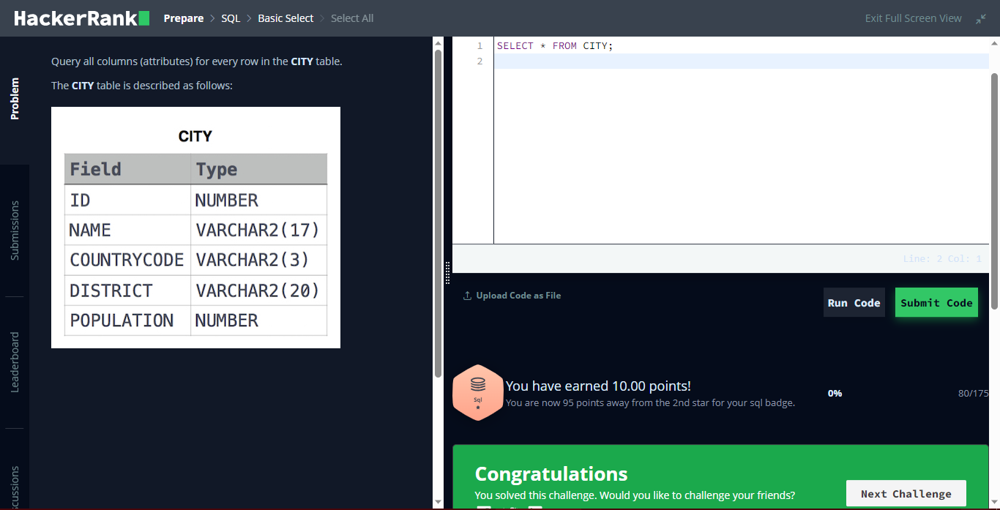 HackerRank
Prepare > SQL > Basic Select > Select All
Exit Full Screen View
Problem
Submissions
Leaderboard
cussions
Query all columns (attributes) for every row in the CITY table.
The CITY table is described as follows:
CITY
Field Type
ID NUMBER
NAME VARCHAR2(17)
COUNTRYCODE VARCHAR2(3)
DISTRICT VARCHAR2(20)
POPULATION NUMBER
1 SELECT * FROM CITY;
2
Line: 2 Col: 1
Upload Code as File
Run Code
Submit Code
Sql
You have earned 10.00 points!
You are now 95 points away from the 2nd star for your sql badge.
0%
80/175
Congratulations
You solved this challenge. Would you like to challenge your friends?
Next Challenge